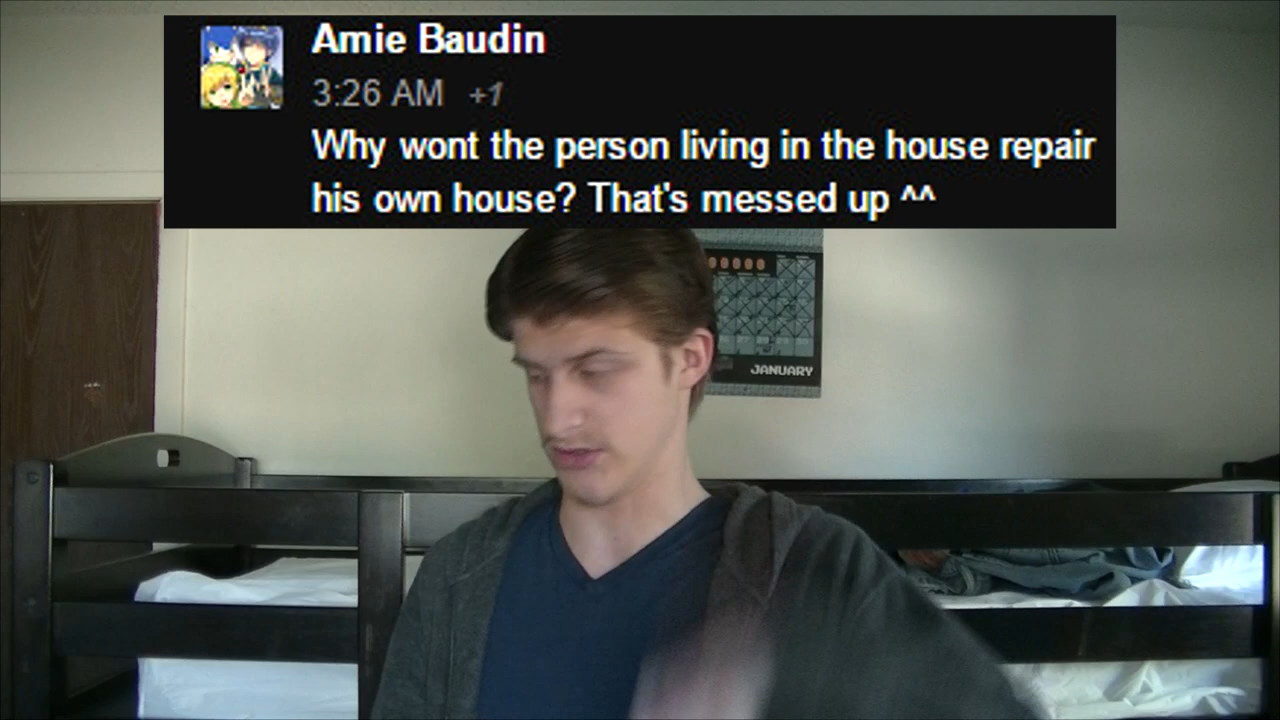 Amie Baudin
3:26 AM +1
Why wont the person living in the house repair
his own house? That's messed up ^^
JANUARY